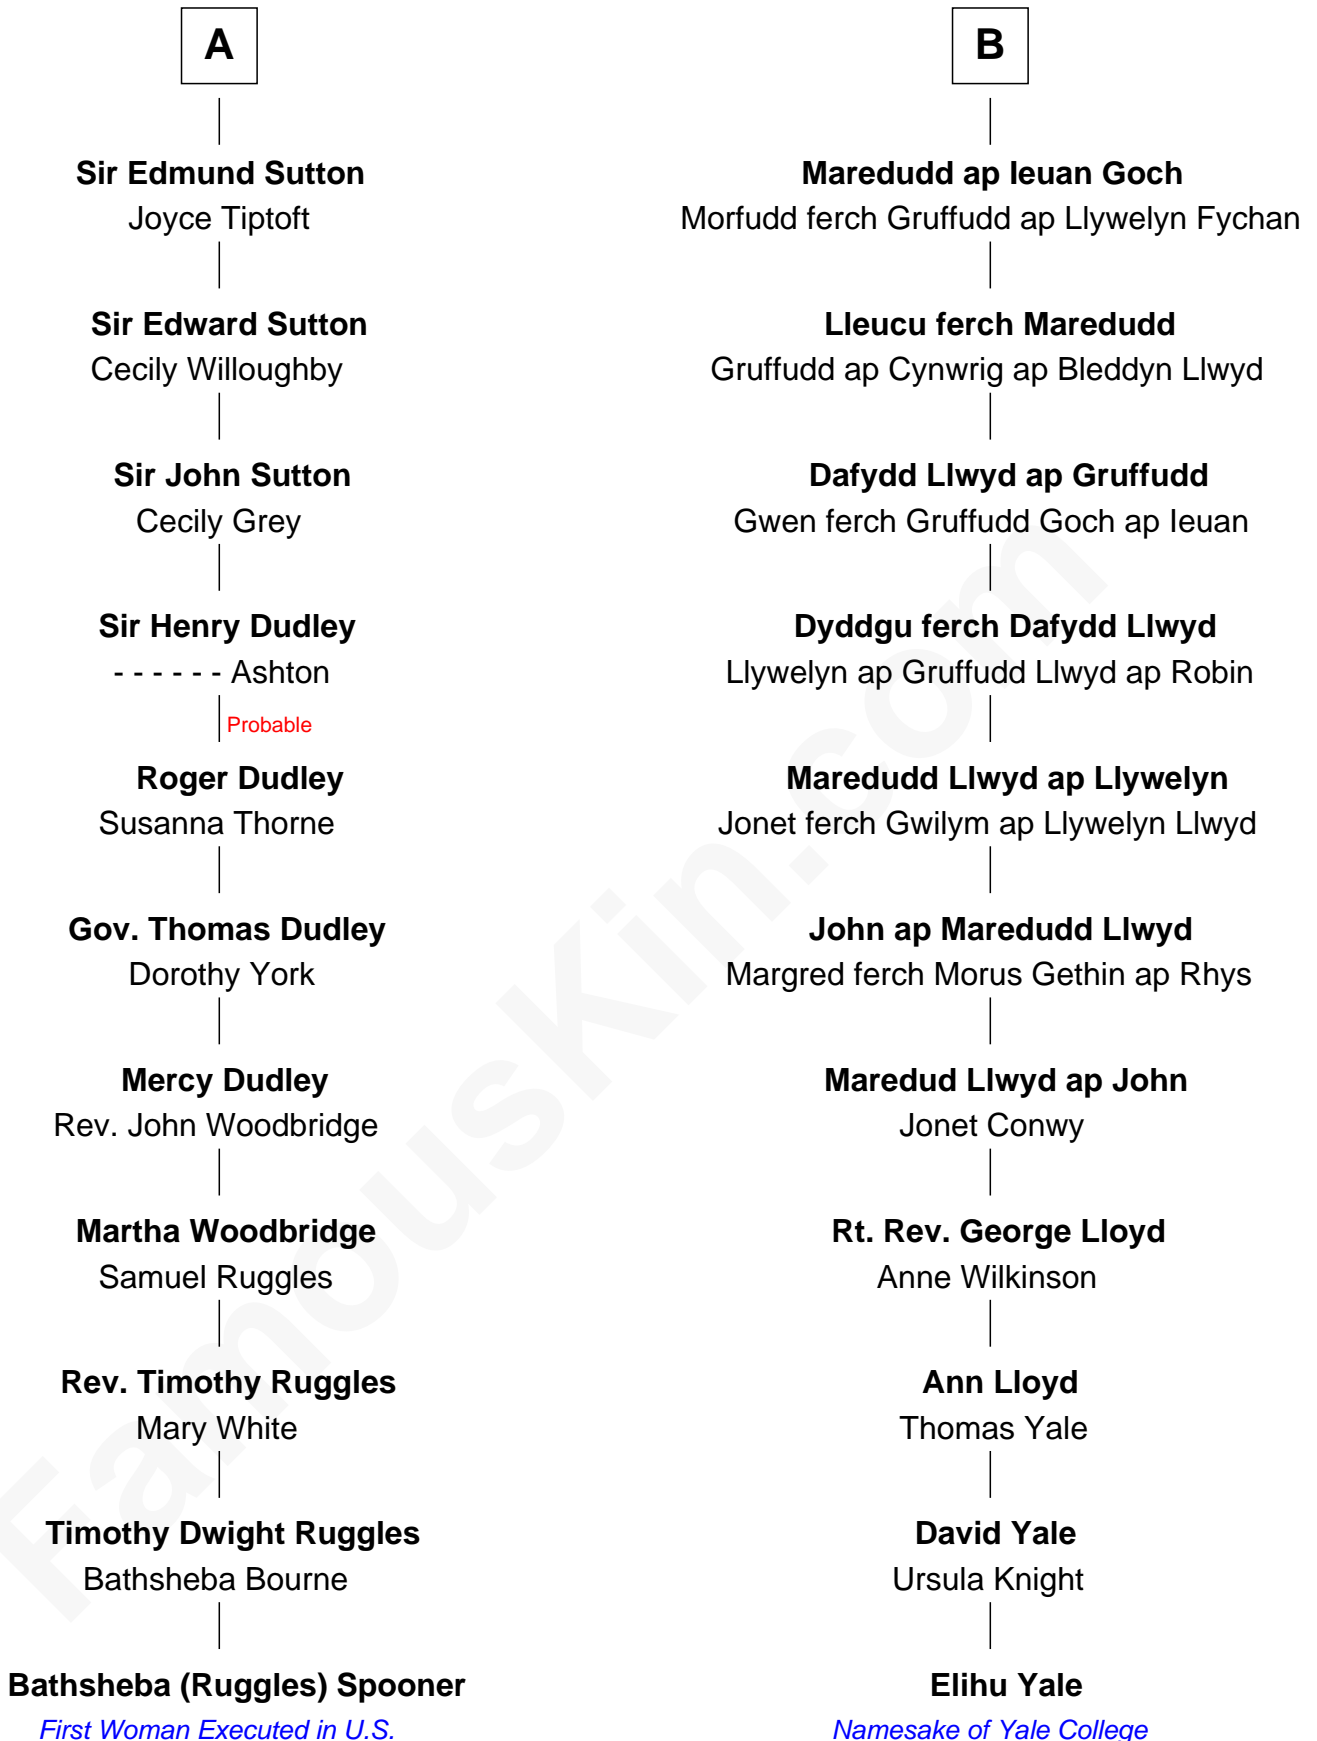 A
Sir Edmund Sutton
Joyce Tiptoft
Sir Edward Sutton
Cecily Willoughby
Sir John Sutton
Cecily Grey
Sir Henry Dudley
- - - - - - Ashton
Probable
Roger Dudley
Susanna Thorne
Gov. Thomas Dudley
Dorothy York
Mercy Dudley
Rev. John Woodbridge
Martha Woodbridge
Samuel Ruggles
Rev. Timothy Ruggles
Mary White
Timothy Dwight Ruggles
Bathsheba Bourne
Bathsheba (Ruggles) Spooner
First Woman Executed in U.S.
B
Maredudd ap Ieuan Goch
Morfudd ferch Gruffudd ap Llywelyn Fychan
Lleucu ferch Maredudd
Gruffudd ap Cynwrig ap Bleddyn Llwyd
Dafydd Llwyd ap Gruffudd
Gwen ferch Gruffudd Goch ap Ieuan
Dyddgu ferch Dafydd Llwyd
Llywelyn ap Gruffudd Llwyd ap Robin
Maredudd Llwyd ap Llywelyn
Jonet ferch Gwilym ap Llywelyn Llwyd
John ap Maredudd Llwyd
Margred ferch Morus Gethin ap Rhys
Maredud Llwyd ap John
Jonet Conwy
Rt. Rev. George Lloyd
Anne Wilkinson
Ann Lloyd
Thomas Yale
David Yale
Ursula Knight
Elihu Yale
Namesake of Yale College
FamousKin.com